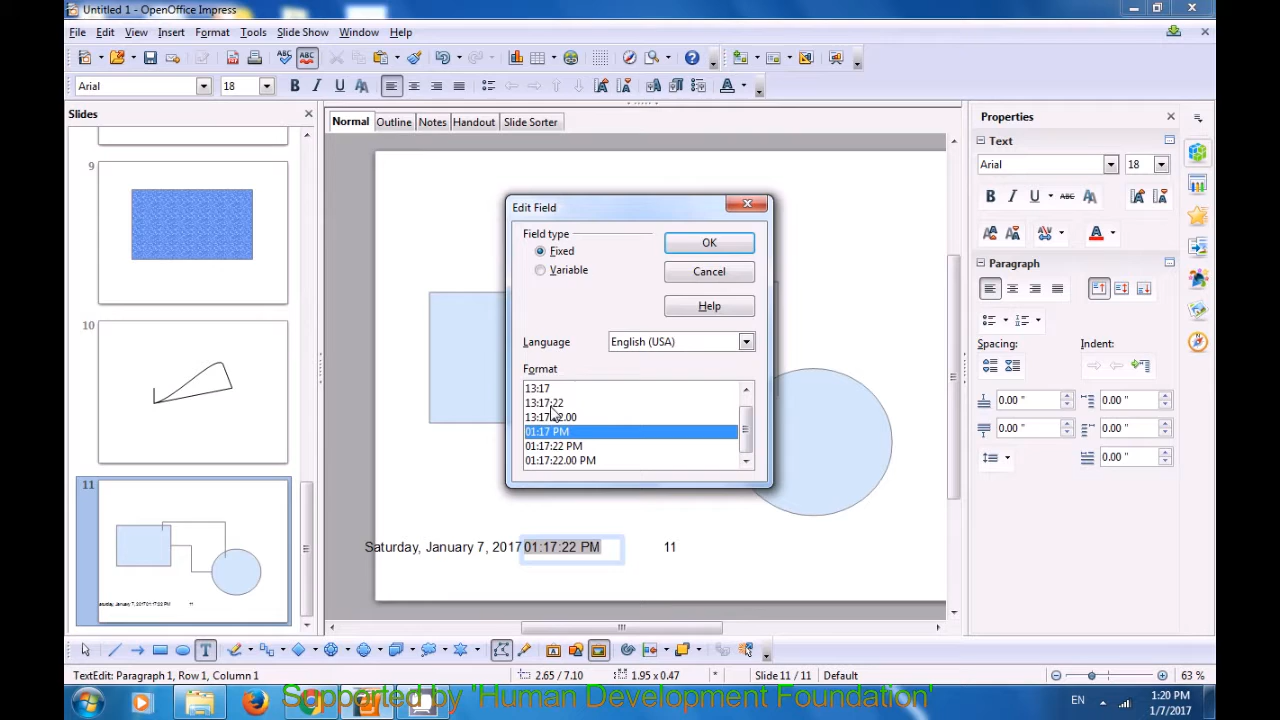 Untitled 1 - OpenOffice Impress
File Edit View Insert Format Tools Slide Show Window Help
Arial 18
Slides
Normal Outline Notes Handout Slide Sorter
Properties
Text
Arial 18
Paragraph
Spacing: Indent:
0.00 " 0.00 "
0.00 " 0.00 "
0.00 "
9
10
11
Edit Field
Field type
Fixed
Variable
OK
Cancel
Help
Language English (USA)
Format
13:17
13:17:22
13:17:22.00
01:17 PM
01:17:22 PM
01:17:22.00 PM
Saturday, January 7, 2017 01:17:22 PM 11
TextEdit: Paragraph 1, Row 1, Column 1 2.65 / 7.10 1.95 x 0.47 * Slide 11 / 11 Default 63 %
Supported by 'Human Development Foundation'
EN 1:20 PM
1/7/2017